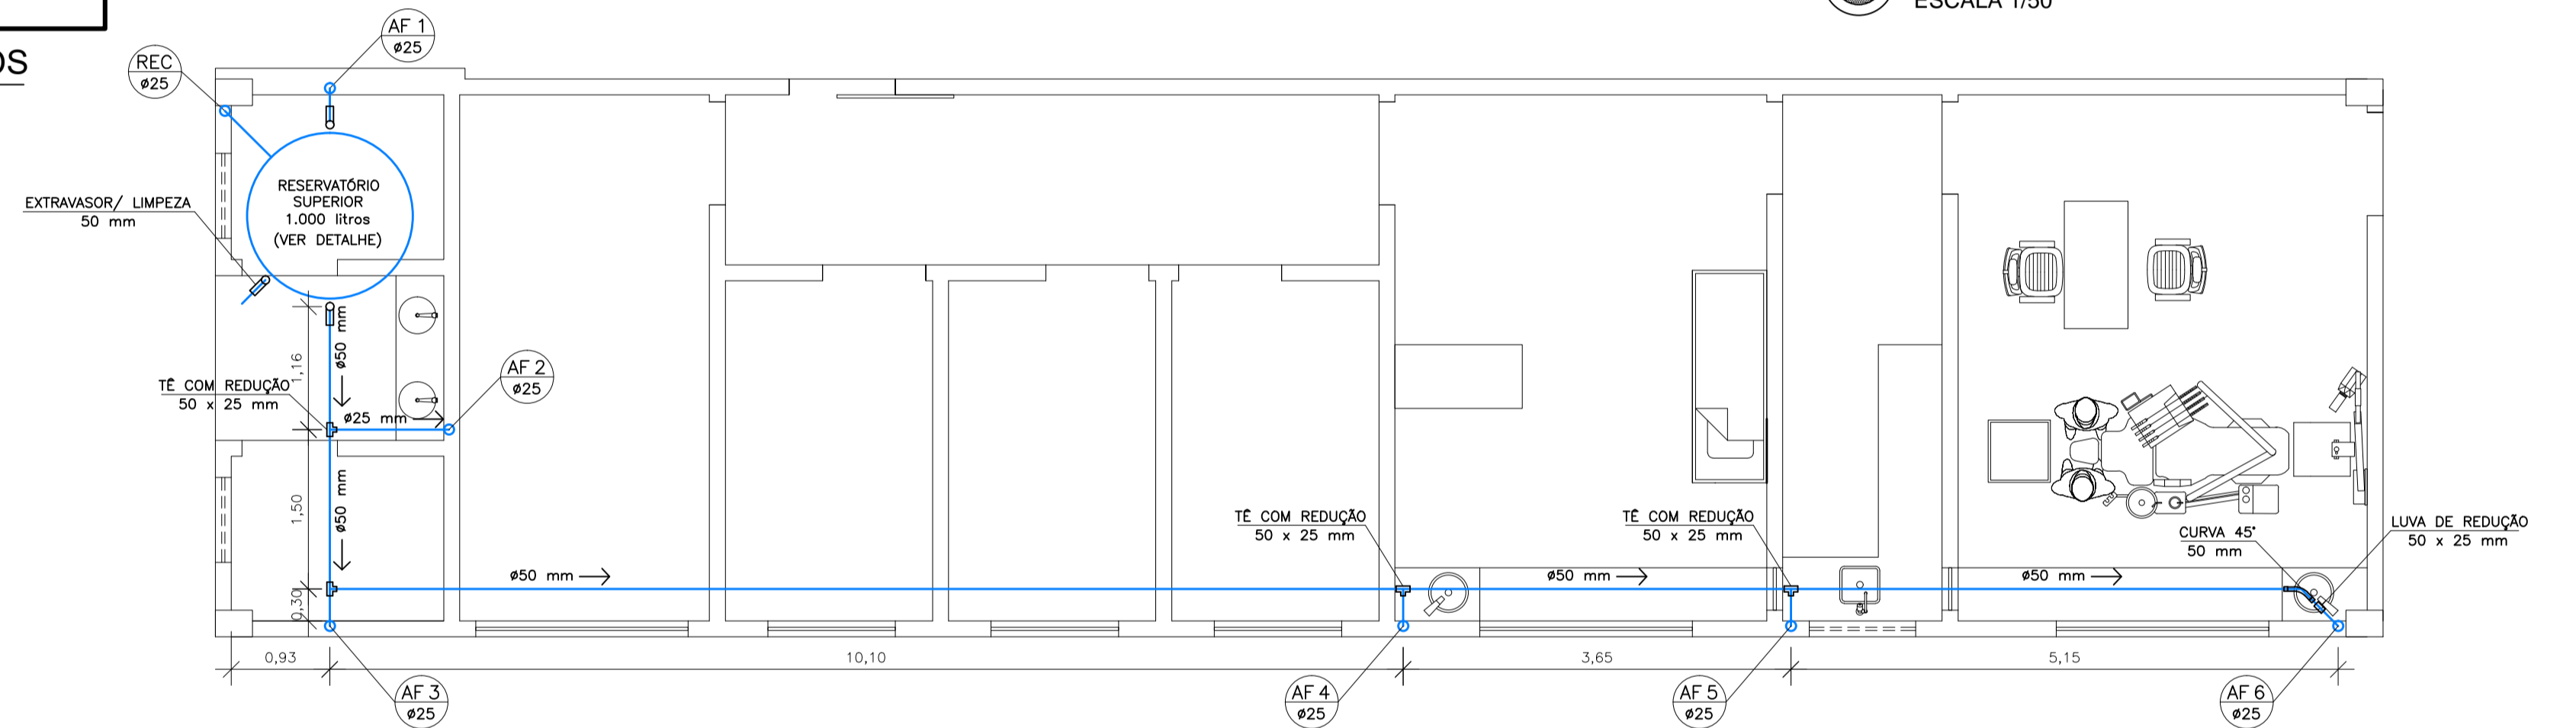 ESCALA 1/50
OS
AF 1
ø25
REC
ø25
RESERVATÓRIO
SUPERIOR
1.000 litros
(VER DETALHE)
EXTRAVASOR/ LIMPEZA
50 mm
ø50 mm
1,16
AF 2
ø25
TÊ COM REDUÇÃO
50 x 25 mm
ø25 mm
ø50 mm
1,50
0,30
ø50 mm
TÊ COM REDUÇÃO
50 x 25 mm
ø50 mm
TÊ COM REDUÇÃO
50 x 25 mm
ø50 mm
CURVA 45°
50 mm
LUVA DE REDUÇÃO
50 x 25 mm
0,93
10,10
3,65
5,15
AF 3
ø25
AF 4
ø25
AF 5
ø25
AF 6
ø25